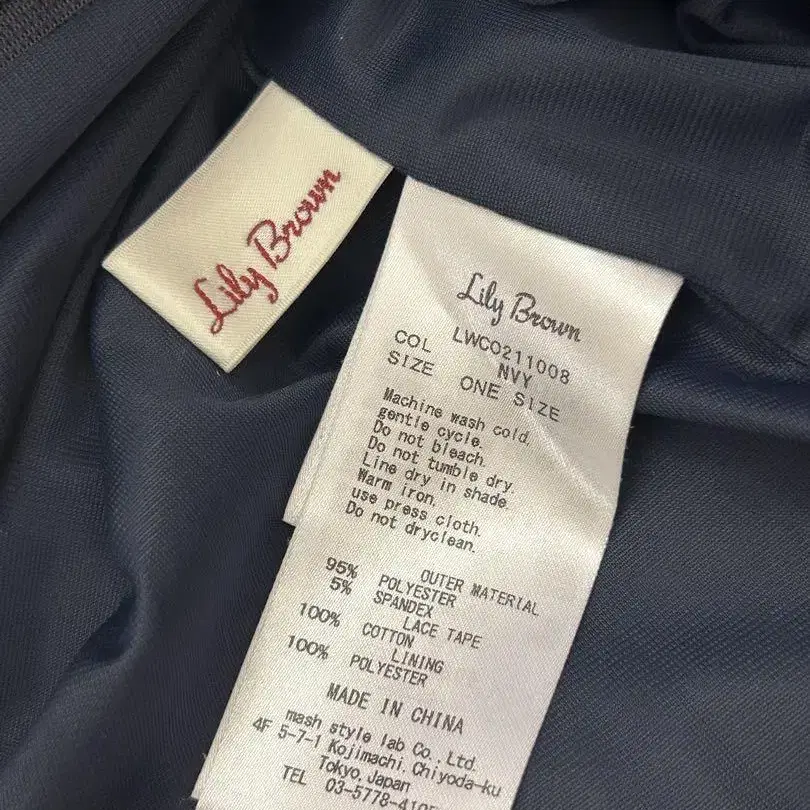 Lily Brown
Lily Brown
LWCO211008
COL NVY
SIZE ONE SIZE
Machine wash cold,
gentle cycle.
Do not bleach.
Do not tumble dry.
Line dry in shade.
Warm iron,
use press cloth.
Do not dryclean.
OUTER MATERIAL
95% POLYESTER
5% SPANDEX
LACE TAPE
100% COTTON
LINING
100% POLYESTER
MADE IN CHINA
mash style lab Co., Ltd.
4F 5-7-1 Kojimachi, Chiyoda-ku
Tokyo, Japan
TEL 03-5778-